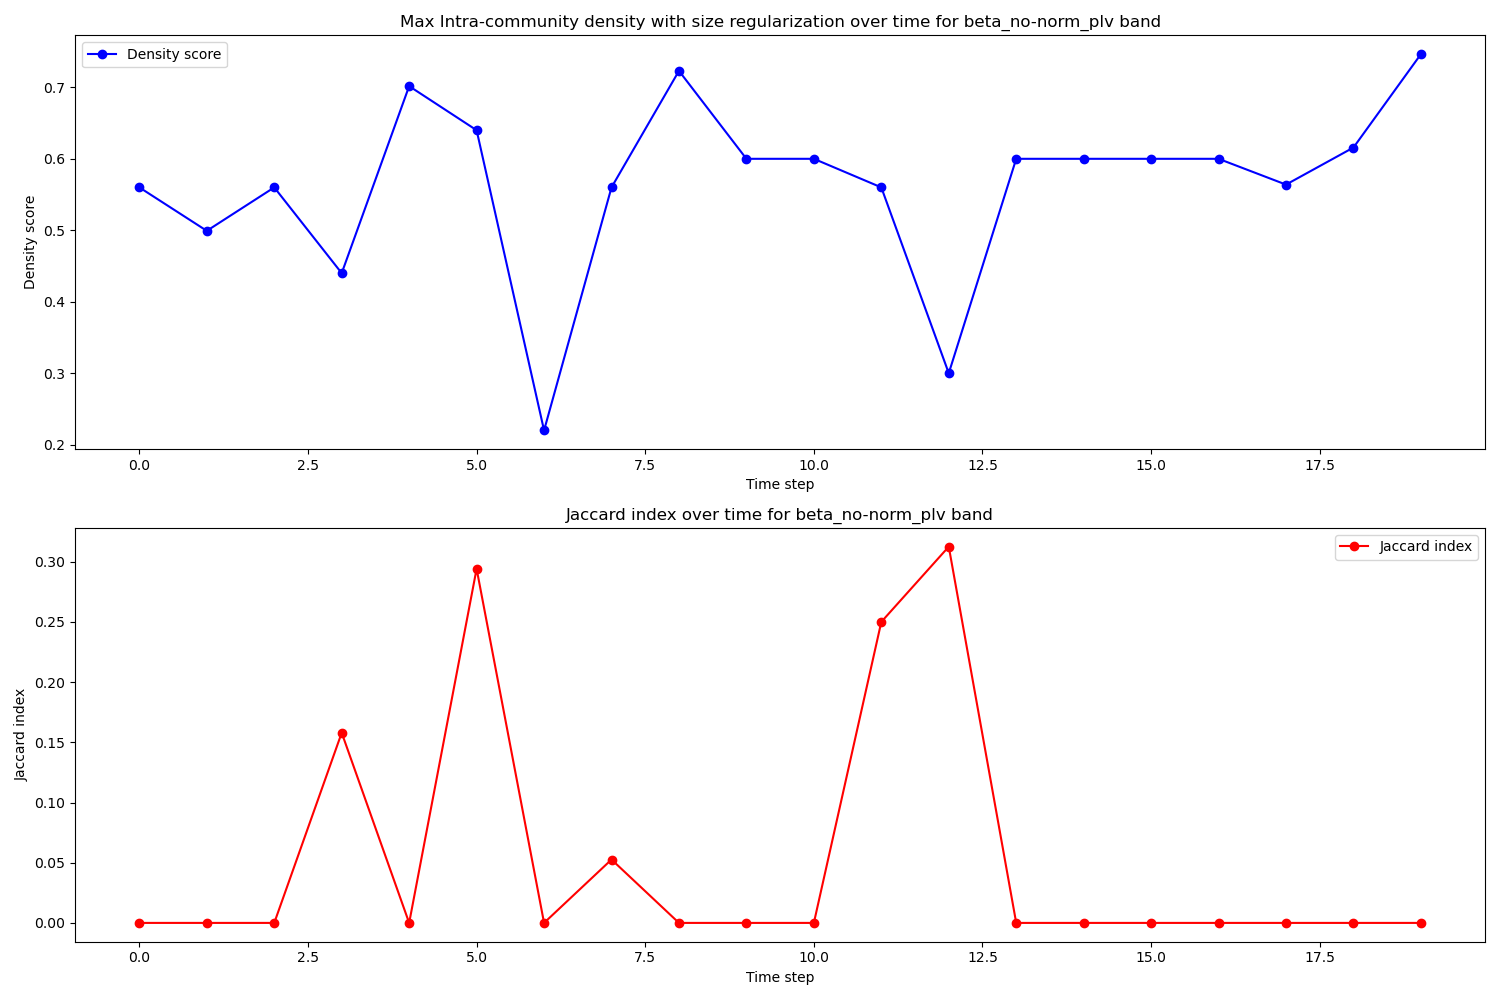 Max Intra-community density with size regularization over time for beta_no-norm_plv band
Density score
Density score
0.7
0.6
0.5
0.4
0.3
0.2
0.0 2.5 5.0 7.5 10.0 12.5 15.0 17.5
Time step
Jaccard index over time for beta_no-norm_plv band
Jaccard index
Jaccard index
0.30
0.25
0.20
0.15
0.10
0.05
0.00
0.0 2.5 5.0 7.5 10.0 12.5 15.0 17.5
Time step